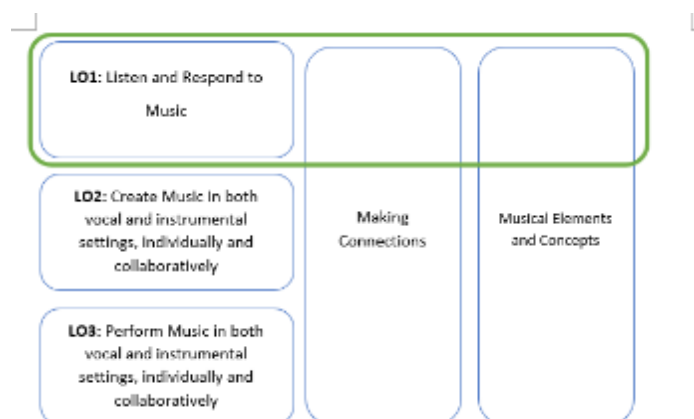 LO1: Listen and Respond to
Music
LO2: Create Music in both
vocal and instrumental
settings, individually and
collaboratively
Making
Connections
Musical Elements
and Concepts
LO3: Perform Music in both
vocal and instrumental
settings, individually and
collaboratively